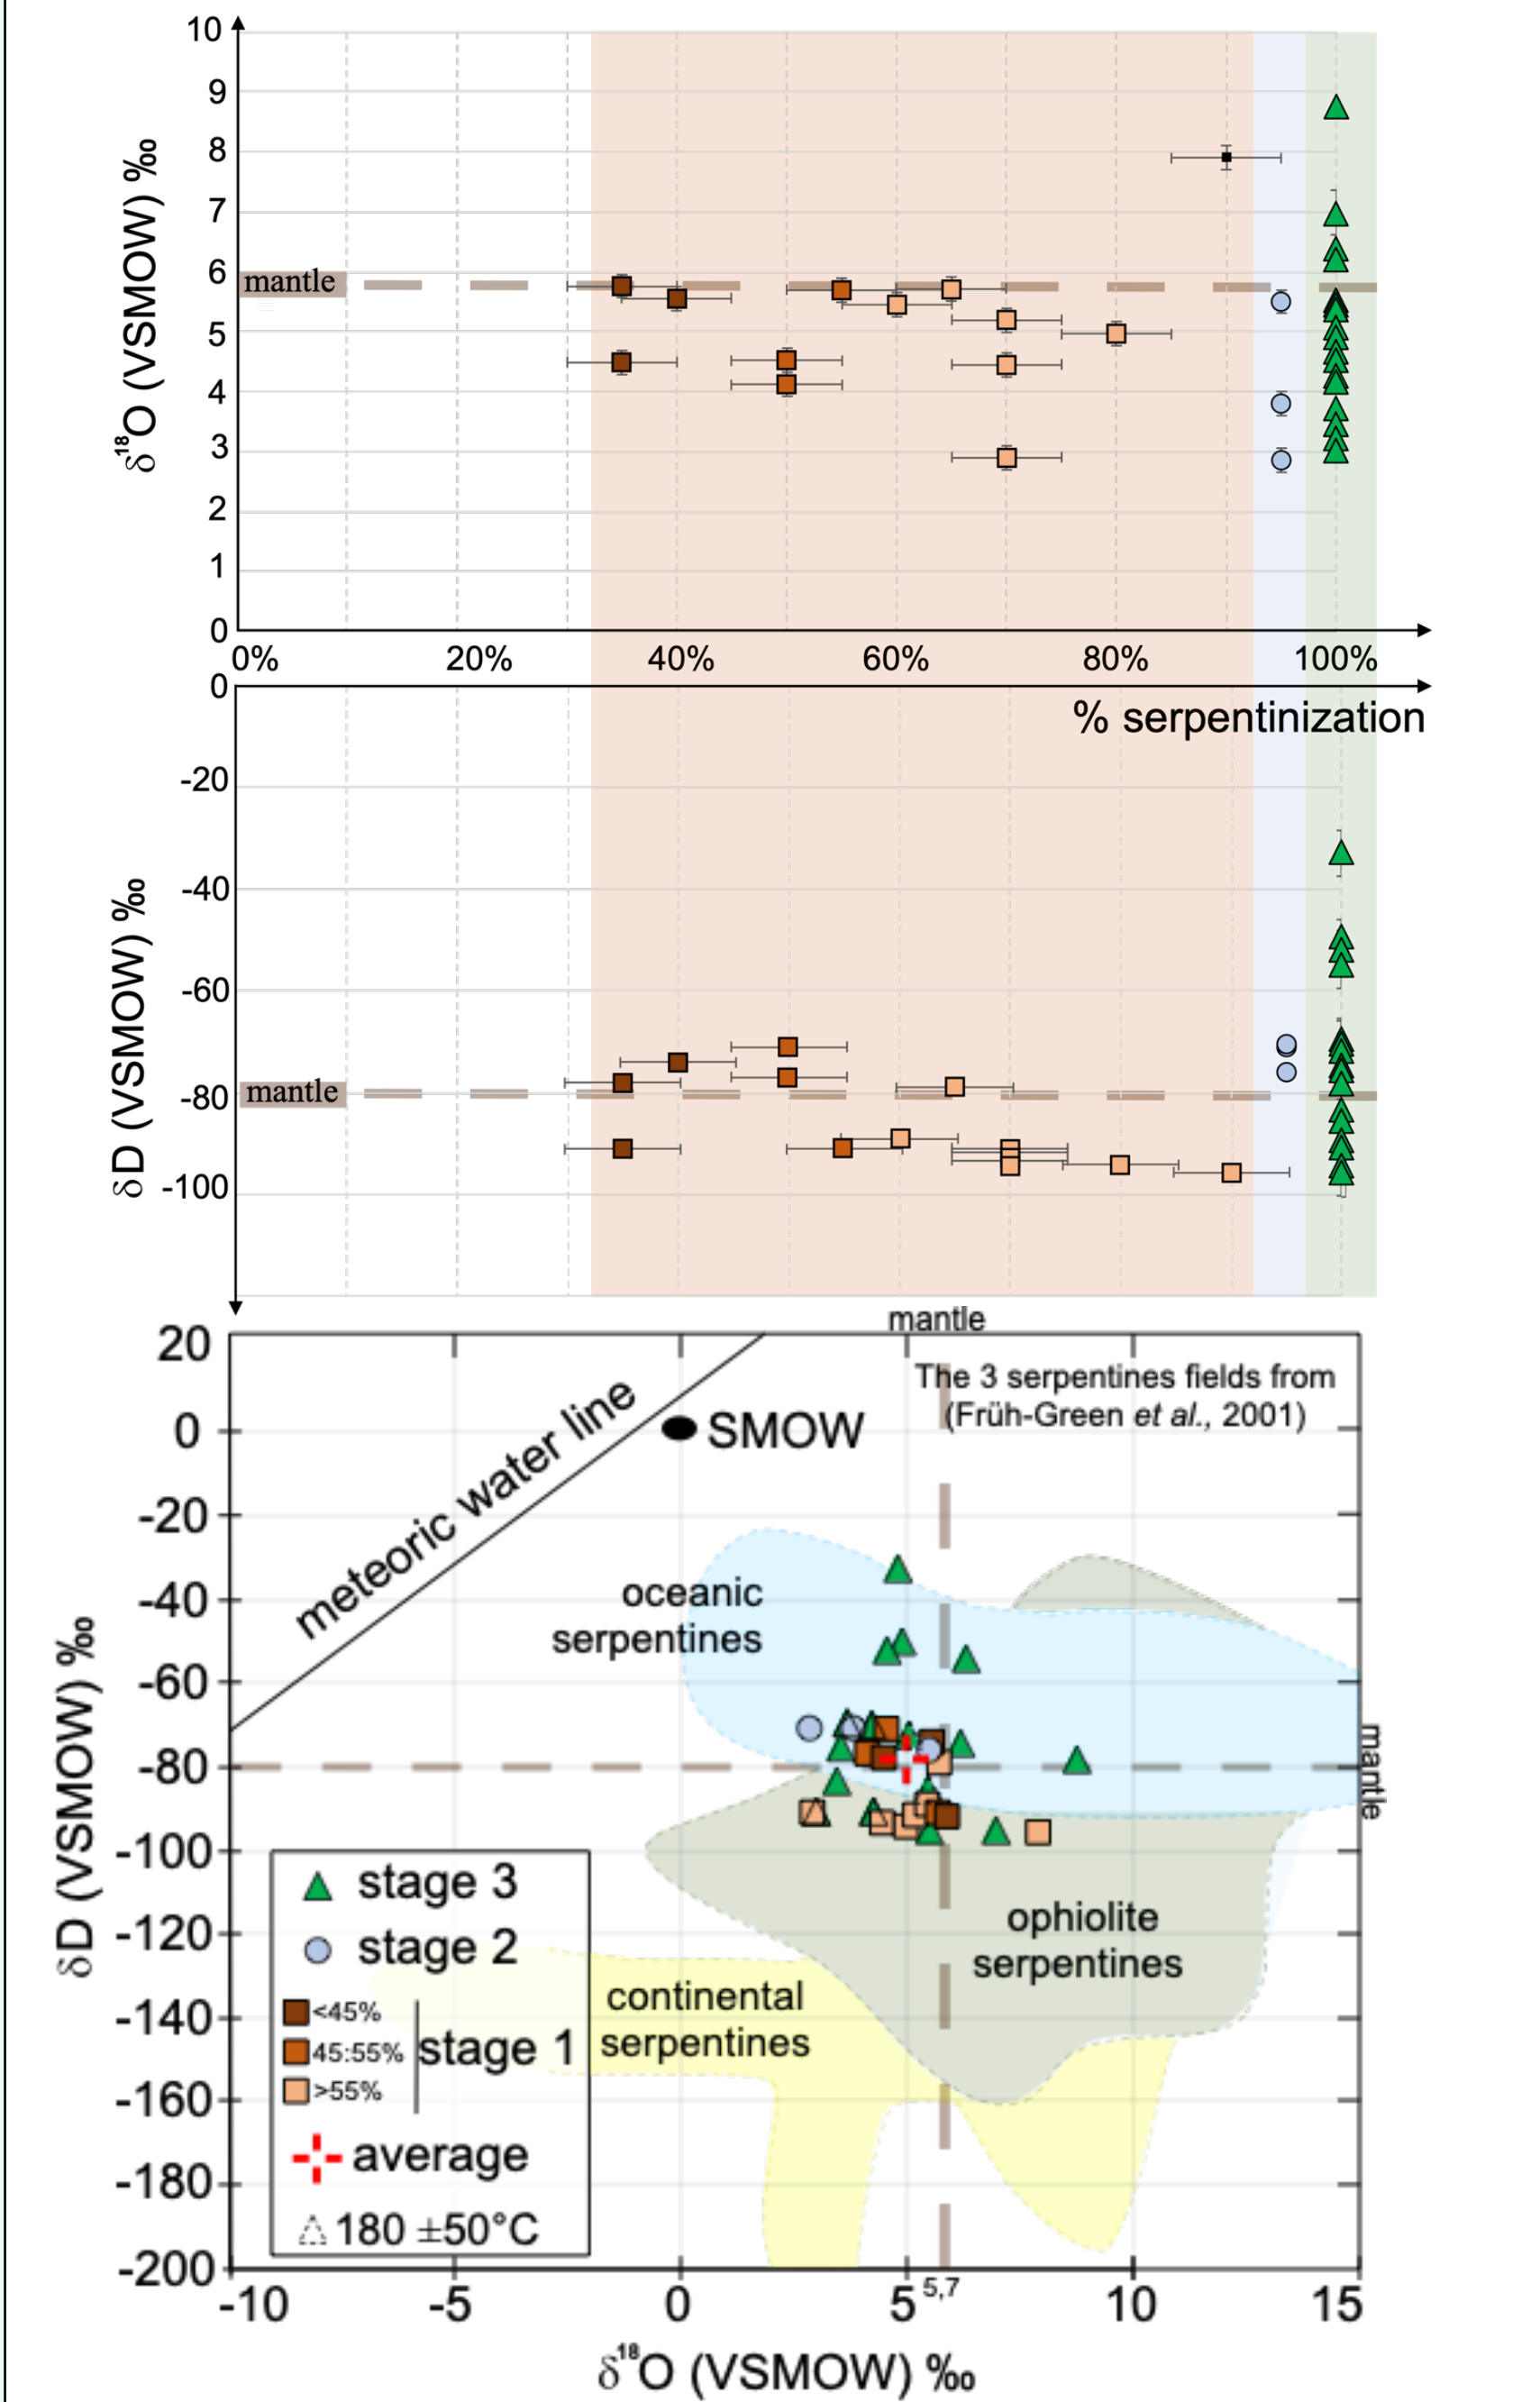 10
9
8
7
6
5
4
3
2
1
0
δ¹⁸O (VSMOW) ‰
mantle
0% 20% 40% 60% 80% 100%
% serpentinization
0
-20
-40
-60
-80
-100
δD (VSMOW) ‰
mantle
mantle
The 3 serpentines fields from
(Früh-Green et al., 2001)
meteoric water line
SMOW
oceanic
serpentines
mantle
ophiolite
serpentines
continental
serpentines
stage 3
stage 2
<45%
45:55%
>55%
stage 1
average
180 ±50°C
20
0
-20
-40
-60
-80
-100
-120
-140
-160
-180
-200
δD (VSMOW) ‰
-10 -5 0 5 5,7 10 15
δ¹⁸O (VSMOW) ‰